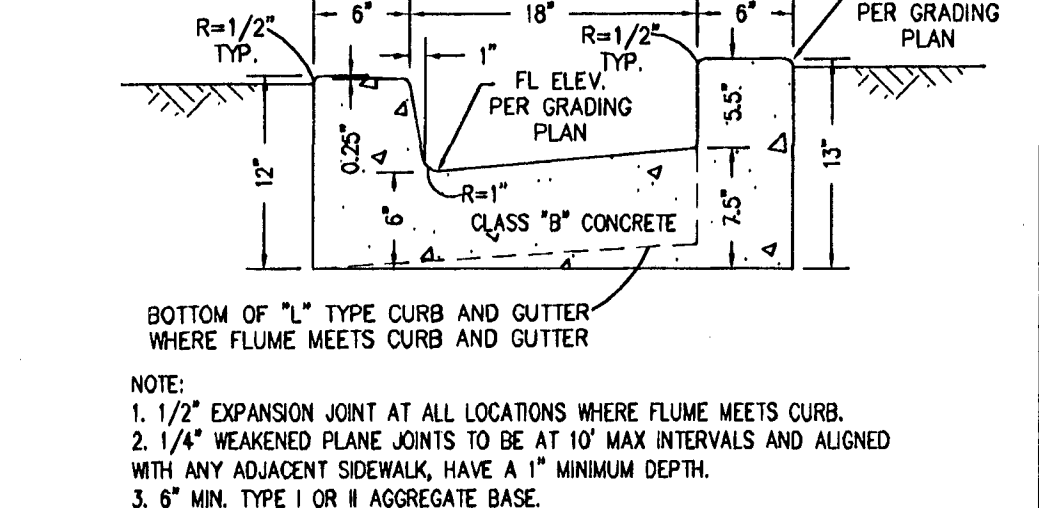 6" 18" 6"
PER GRADING
PLAN
R=1/2"
TYP.
R=1/2"
TYP.
1"
FL ELEV.
PER GRADING
PLAN
5.5"
0.25"
12"
13"
R=1"
6"
7.5"
CLASS "B" CONCRETE
BOTTOM OF "L" TYPE CURB AND GUTTER
WHERE FLUME MEETS CURB AND GUTTER
NOTE:
1. 1/2" EXPANSION JOINT AT ALL LOCATIONS WHERE FLUME MEETS CURB.
2. 1/4" WEAKENED PLANE JOINTS TO BE AT 10' MAX INTERVALS AND ALIGNED
WITH ANY ADJACENT SIDEWALK, HAVE A 1" MINIMUM DEPTH.
3. 6" MIN. TYPE I OR II AGGREGATE BASE.